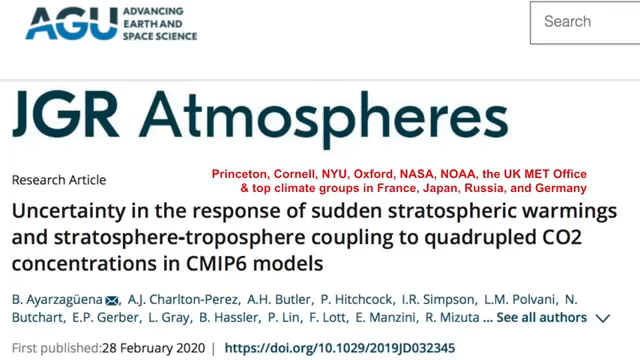 AGU
ADVANCING
EARTH AND
SPACE SCIENCE
Search
JGR Atmospheres
Research Article
Princeton, Cornell, NYU, Oxford, NASA, NOAA, the UK MET Office
& top climate groups in France, Japan, Russia, and Germany
Uncertainty in the response of sudden stratospheric warmings
and stratosphere-troposphere coupling to quadrupled CO2
concentrations in CMIP6 models
B. Ayarzagüena, A.J. Charlton-Perez, A.H. Butler, P. Hitchcock, I.R. Simpson, L.M. Polvani, N.
Butchart, E.P. Gerber, L. Gray, B. Hassler, P. Lin, F. Lott, E. Manzini, R. Mizuta ... See all authors
First published:28 February 2020 | https://doi.org/10.1029/2019JD032345